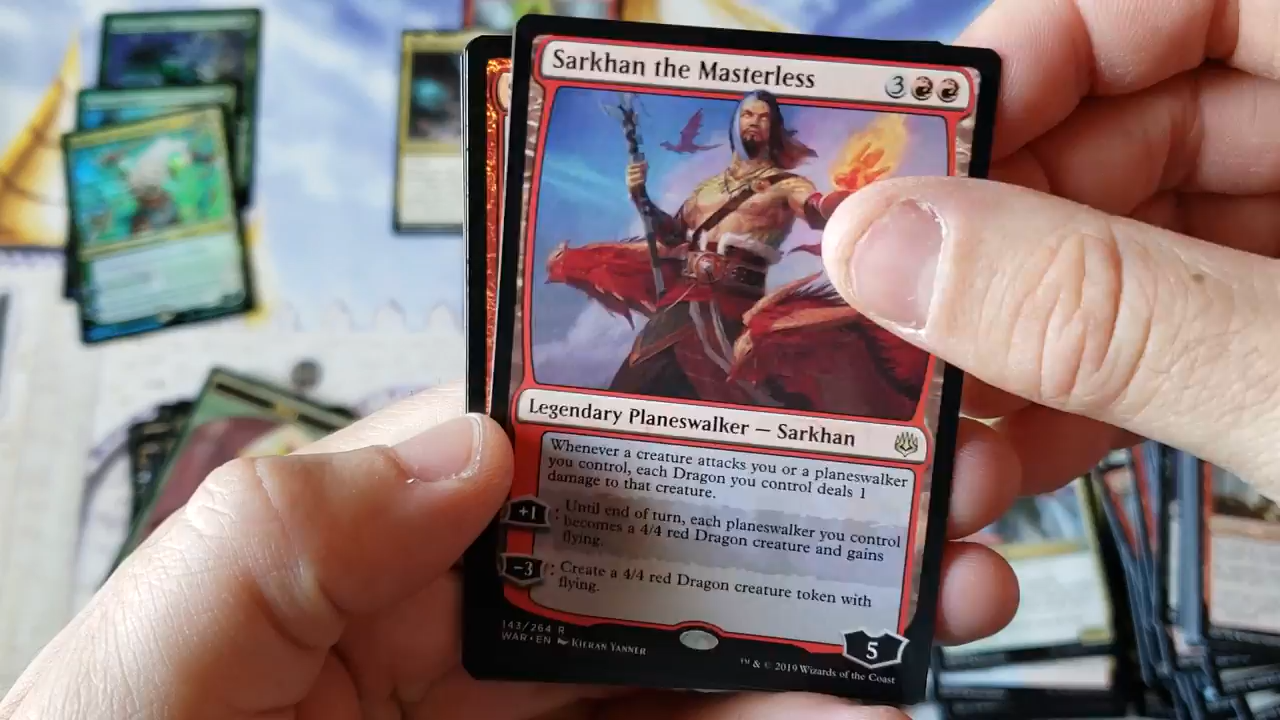 Sarkhan the Masterless 3
Legendary Planeswalker — Sarkhan
Whenever a creature attacks you or a planeswalker
you control, each Dragon you control deals 1
damage to that creature.
+1 : Until end of turn, each planeswalker you control
becomes a 4/4 red Dragon creature and gains
flying.
−3 : Create a 4/4 red Dragon creature token with
flying.
5
143/264 R
WAR • EN KIERAN YANNER
™ & © 2019 Wizards of the Coast